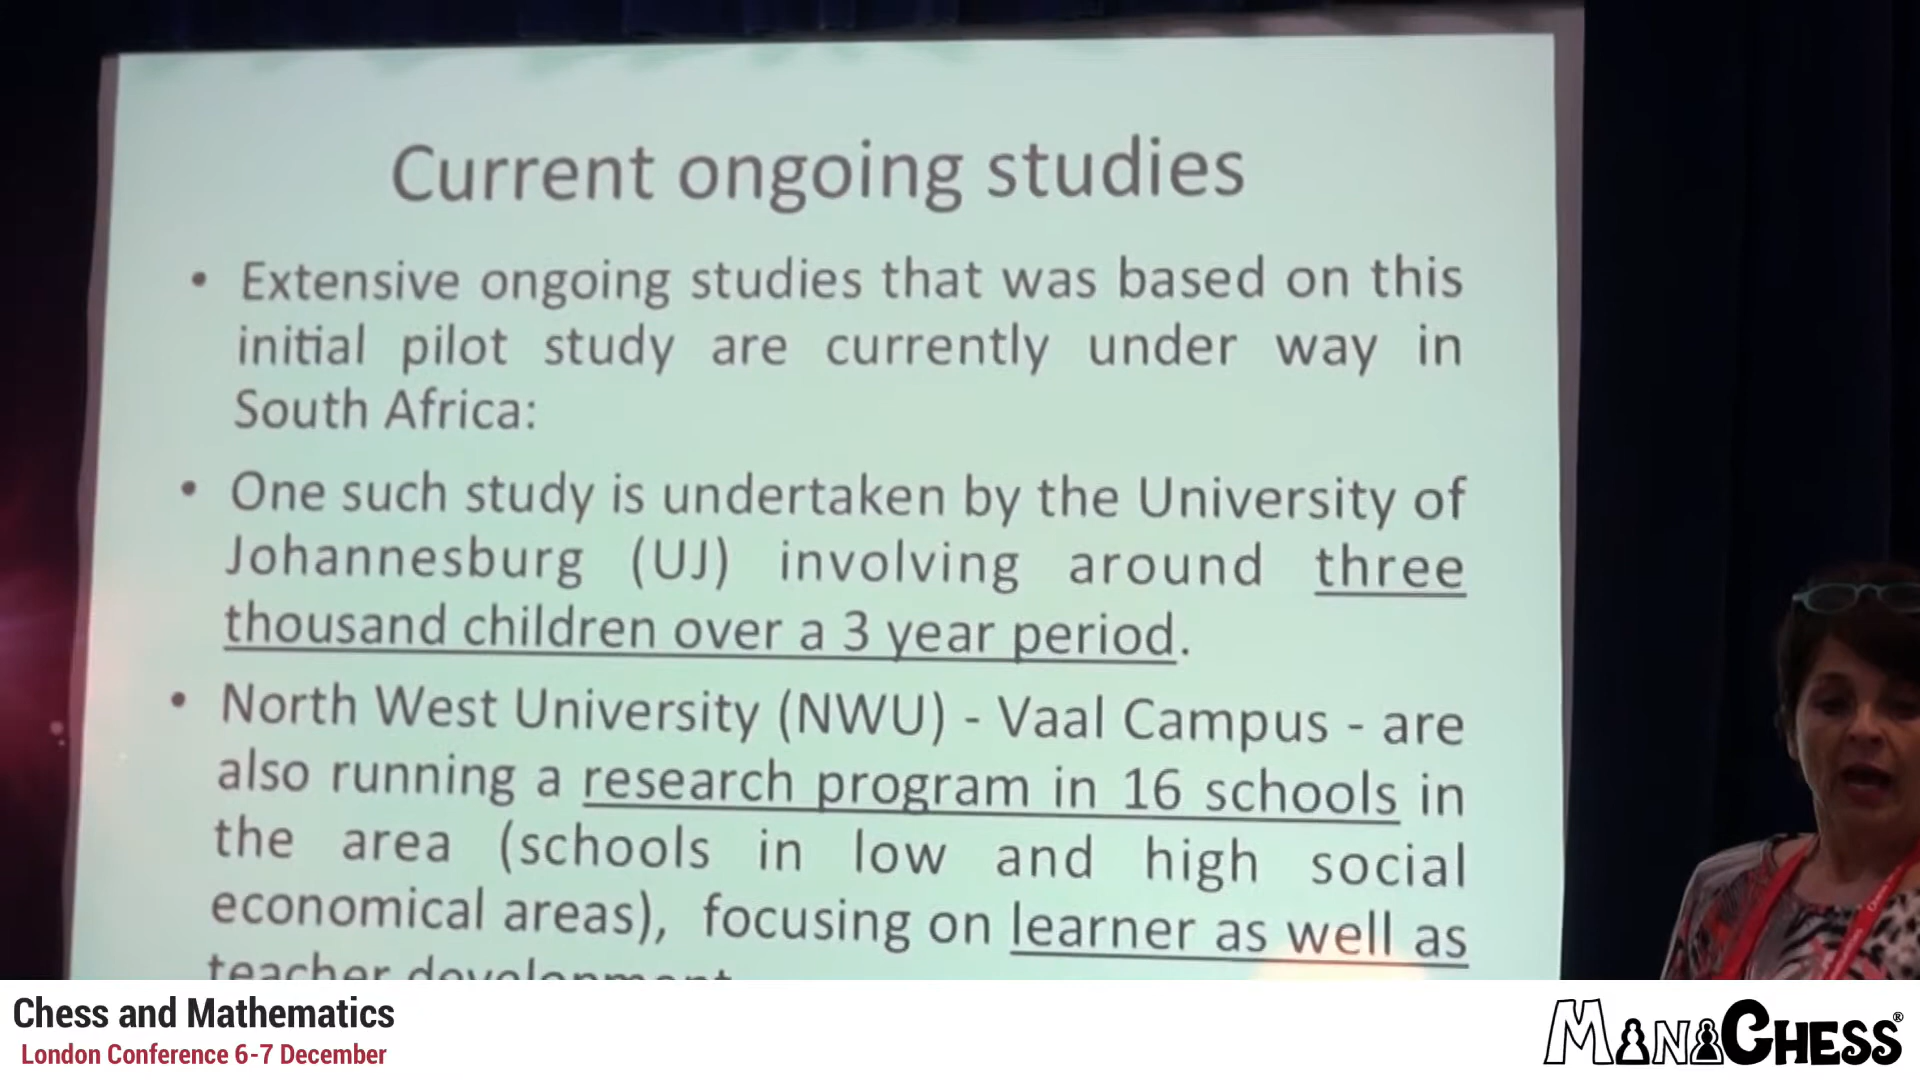 Current ongoing studies
• Extensive ongoing studies that was based on this
initial pilot study are currently under way in
South Africa:
• One such study is undertaken by the University of
Johannesburg (UJ) involving around three
thousand children over a 3 year period.
• North West University (NWU) - Vaal Campus - are
also running a research program in 16 schools in
the area (schools in low and high social
economical areas), focusing on learner as well as
teacher development
Chess and Mathematics
London Conference 6-7 December
MANACHESS®